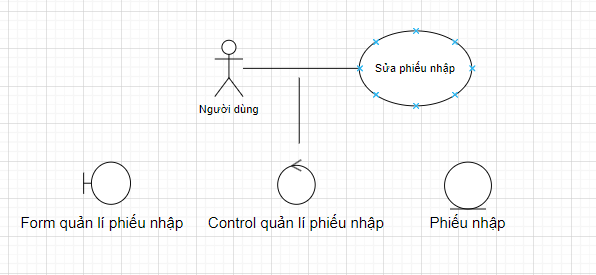 Sửa phiếu nhập
Người dùng
Form quản lí phiếu nhập
Control quản lí phiếu nhập
Phiếu nhập